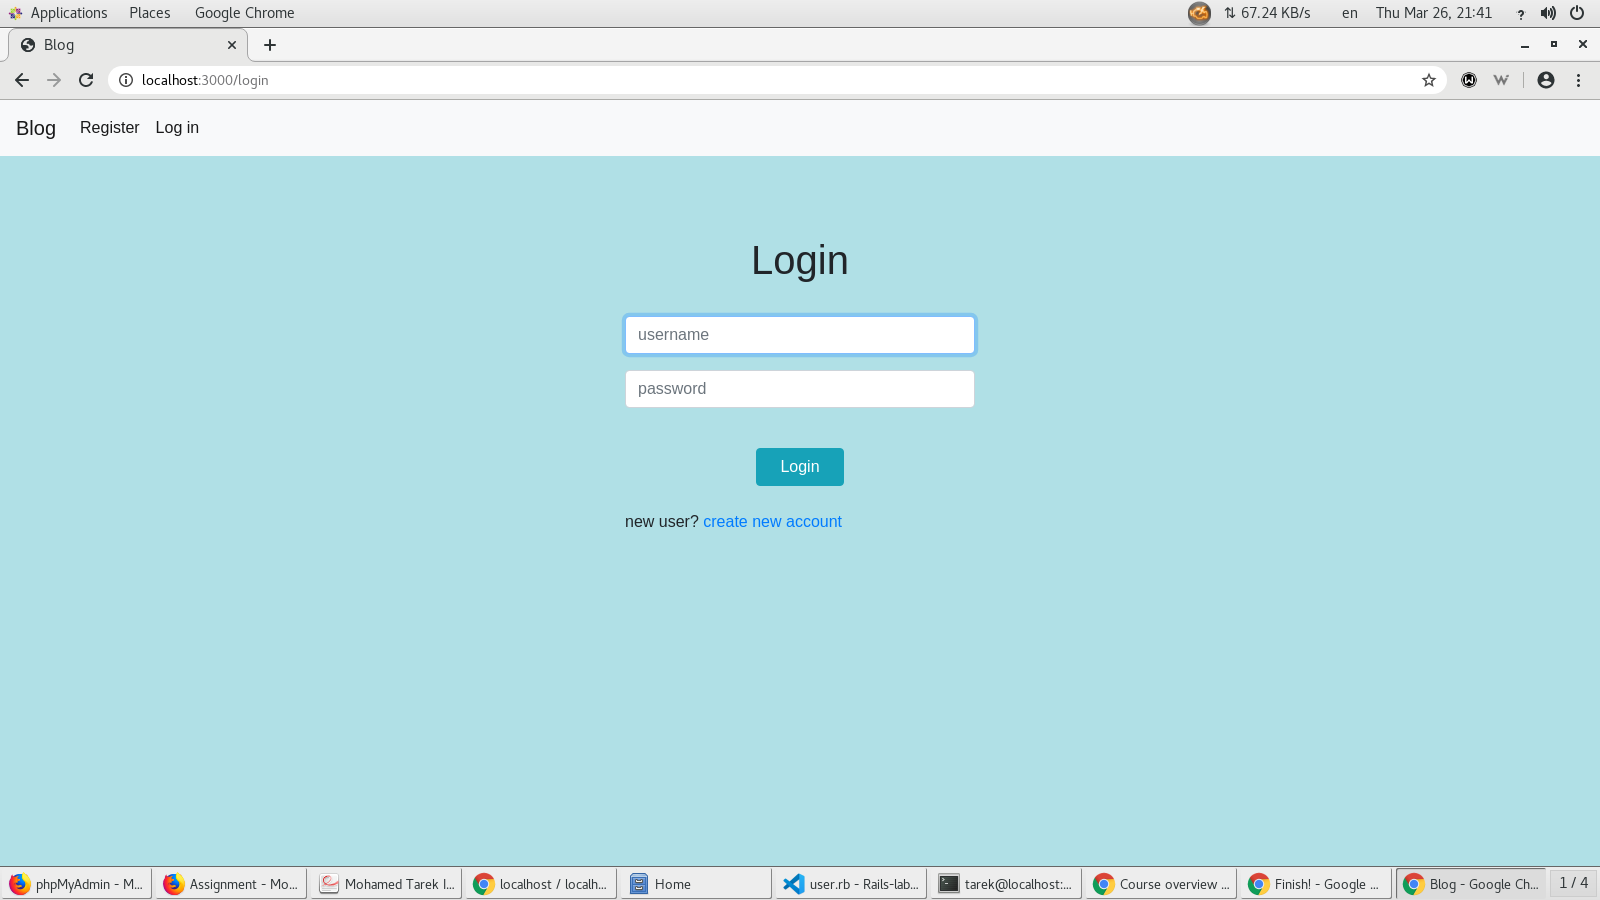 Applications Places Google Chrome 67.24 KB/s en Thu Mar 26, 21:41 ?
Blog
localhost:3000/login
Blog Register Log in
Login
username
password
Login
new user? create new account
phpMyAdmin - M... Assignment - Mo... Mohamed Tarek I... localhost / localh... Home user.rb - Rails-lab... tarek@localhost:... Course overview ... Finish! - Google ... Blog - Google Ch... 1 / 4